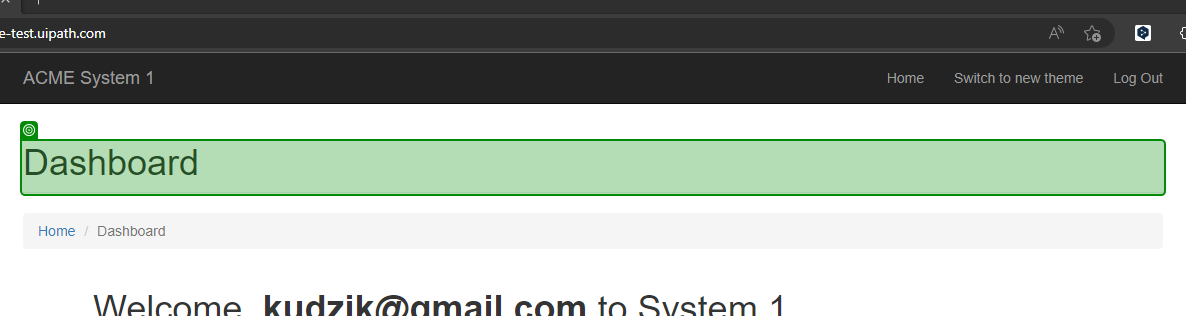 e-test.uipath.com
ACME System 1 Home Switch to new theme Log Out
Dashboard
Home / Dashboard
Welcome, kudzik@gmail.com to System 1